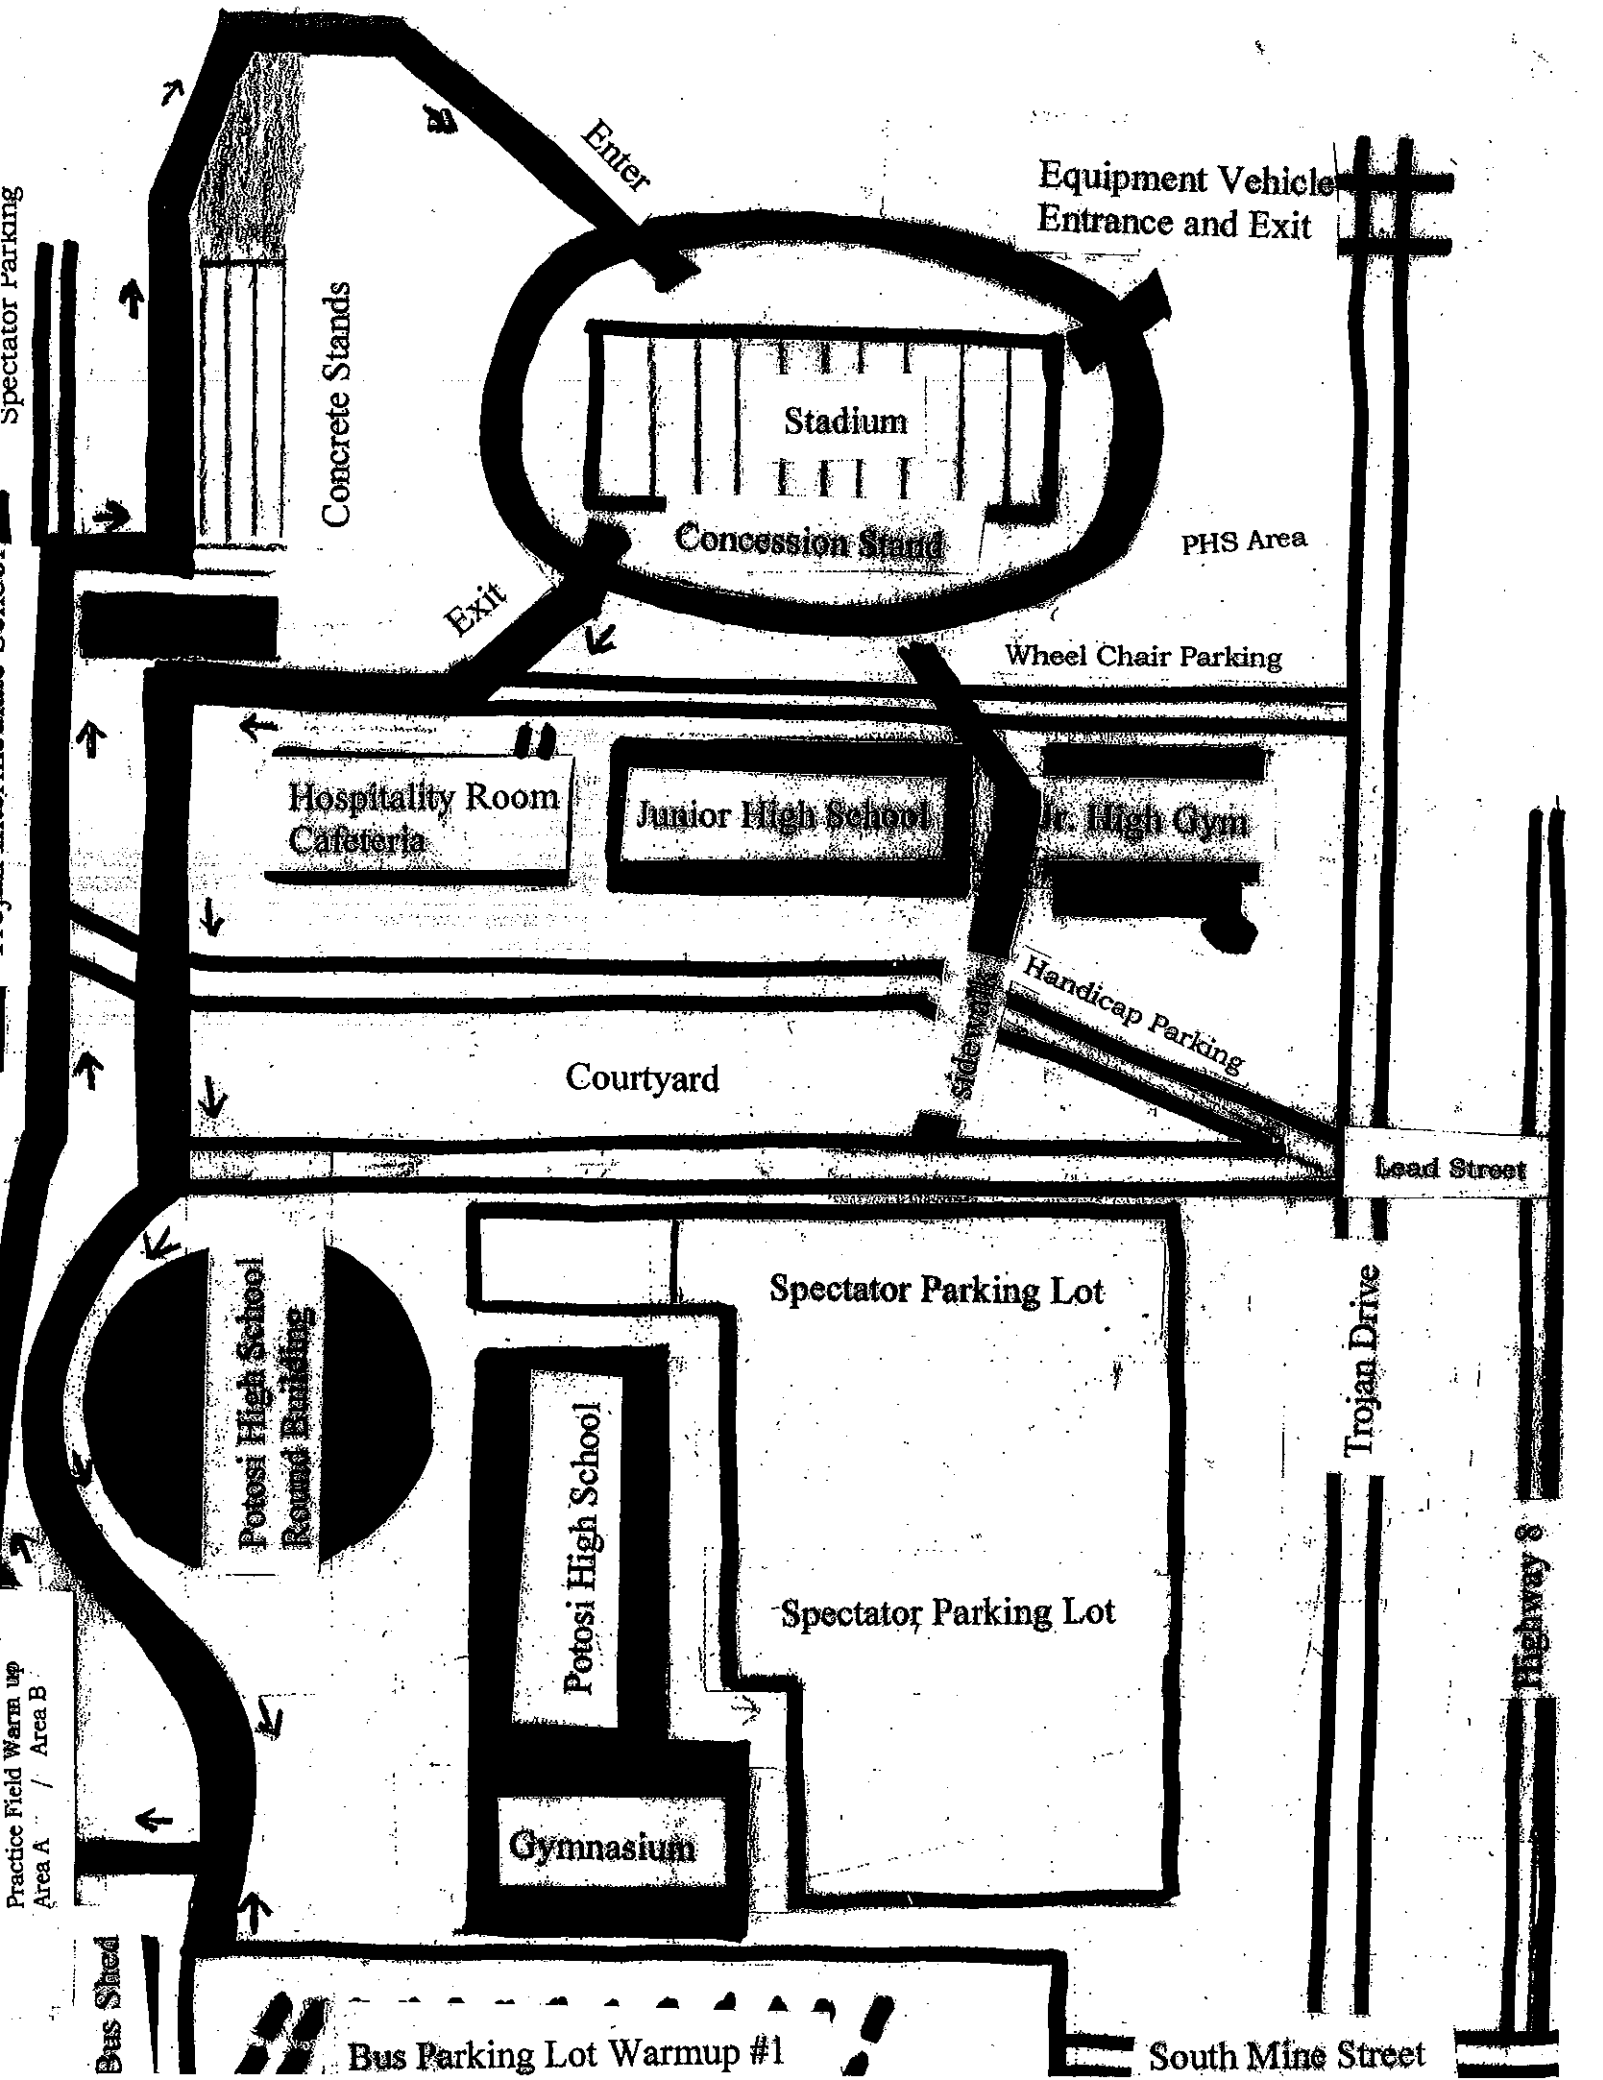 Enter
Equipment Vehicle
Entrance and Exit
Spectator Parking
Concrete Stands
Stadium
Concession Stand
PHS Area
Exit
Wheel Chair Parking
Hospitality Room
Cafeteria
Junior High School
Jr. High Gym
sidewalk
Handicap Parking
Courtyard
Lead Street
Potosi High School
Round Building
Spectator Parking Lot
Trojan Drive
Potosi High School
Spectator Parking Lot
Highway 8
Practice Field Warm up
Area A / Area B
Gymnasium
Bus Shed
Bus Parking Lot Warmup #1
South Mine Street